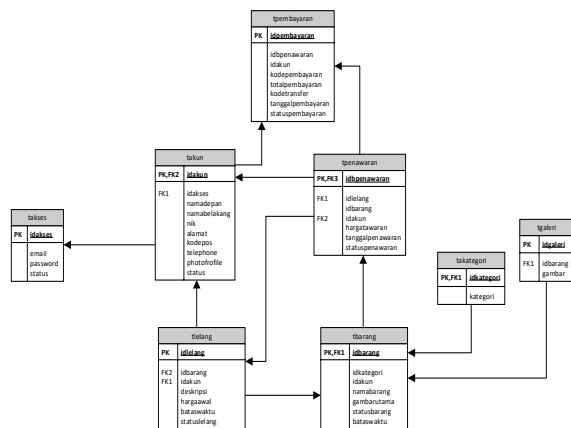 tpembayaran
PK idpembayaran
idbpenawaran
idakun
kodepembayaran
totalpembayaran
kodetransfer
tanggalpembayaran
statuspembayaran
takun
PK,FK2 idakun
FK1 idakses
namadepan
namabelakang
nik
alamat
kodepos
telephone
photofrofile
status
tpenawaran
PK,FK3 idbpenawaran
FK1 idlelang
idbarang
FK2 idakun
hargatawaran
tanggalpenawaran
statuspenawaran
takses
PK idakses
email
password
status
takategori
PK,FK1 idkategori
kategori
tgaleri
PK idgaleri
FK1 idbarang
gambar
tlelang
PK idlelang
FK2 idbarang
FK1 idakun
deskripsi
hargaawal
bataswaktu
statuslelang
tbarang
PK,FK1 idbarang
idkategori
idakun
namabarang
gambarutama
statusbarang
bataswaktu